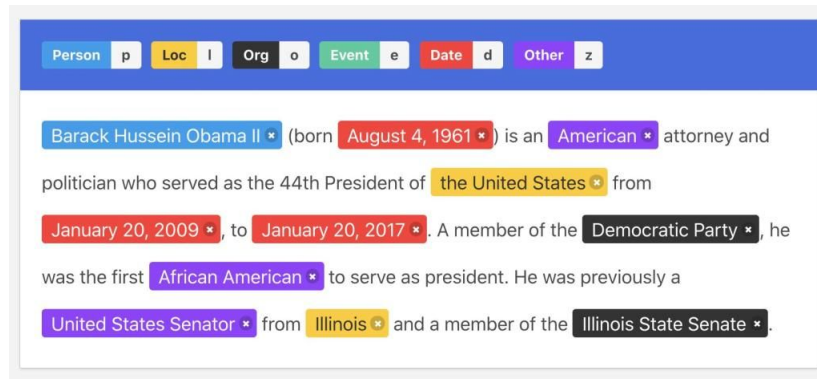 Person p Loc l Org o Event e Date d Other z
Barack Hussein Obama II (born August 4, 1961) is an American attorney and
politician who served as the 44th President of the United States from
January 20, 2009, to January 20, 2017. A member of the Democratic Party, he
was the first African American to serve as president. He was previously a
United States Senator from Illinois and a member of the Illinois State Senate.